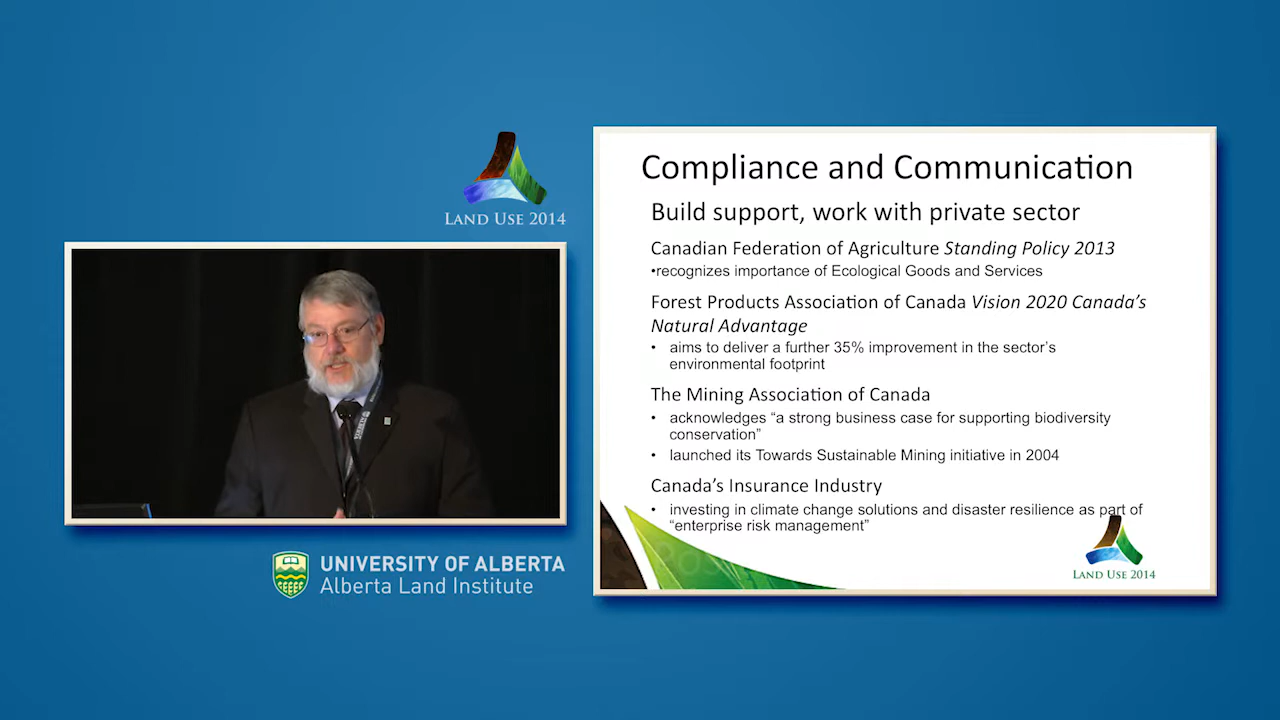 LAND USE 2014
UNIVERSITY OF ALBERTA
Alberta Land Institute
Compliance and Communication
Build support, work with private sector
Canadian Federation of Agriculture Standing Policy 2013
•recognizes importance of Ecological Goods and Services
Forest Products Association of Canada Vision 2020 Canada's
Natural Advantage
• aims to deliver a further 35% improvement in the sector's
environmental footprint
The Mining Association of Canada
• acknowledges “a strong business case for supporting biodiversity
conservation”
• launched its Towards Sustainable Mining initiative in 2004
Canada's Insurance Industry
• investing in climate change solutions and disaster resilience as part of
“enterprise risk management”
LAND USE 2014